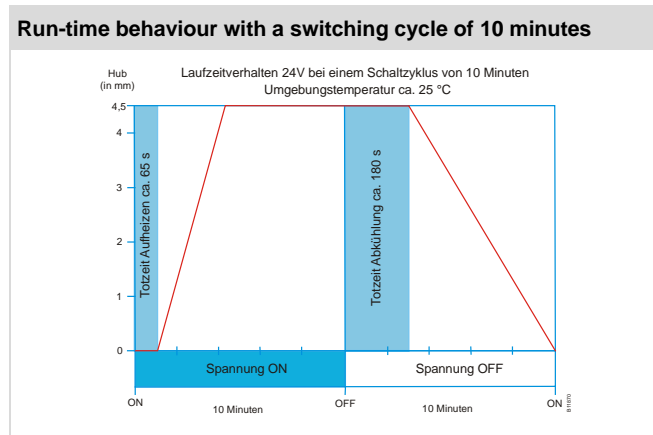 Run-time behaviour with a switching cycle of 10 minutes
Hub
(in mm)
Laufzeitverhalten 24V bei einem Schaltzyklus von 10 Minuten
Umgebungstemperatur ca. 25 °C
4,5
4
3
2
1
0
Totzeit Aufheizen ca. 65 s
Totzeit Abkühlung ca. 180 s
Spannung ON
Spannung OFF
ON
10 Minuten
OFF
10 Minuten
ON